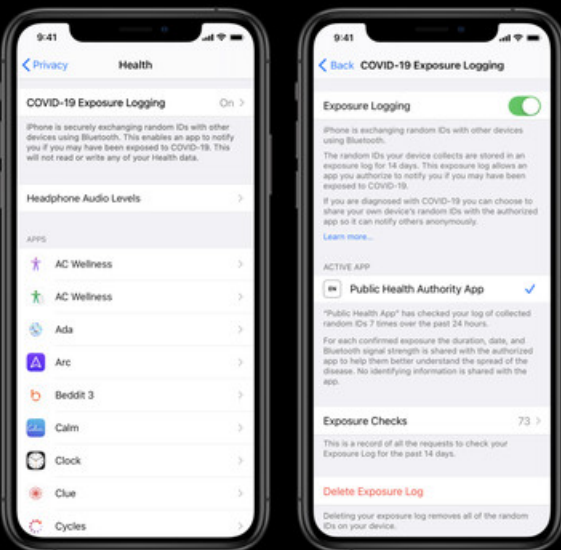 9:41
Privacy
Health
COVID-19 Exposure Logging
On
iPhone is securely exchanging random IDs with other
devices using Bluetooth. This enables an app to notify
you if you may have been exposed to COVID-19. This
will not read or write any of your Health data.
Headphone Audio Levels
APPS
AC Wellness
AC Wellness
Ada
Arc
Beddit 3
Calm
Clock
Clue
Cycles
9:41
Back
COVID-19 Exposure Logging
Exposure Logging
iPhone is exchanging random IDs with other devices
using Bluetooth.
The random IDs your device collects are stored in an
exposure log for 14 days. This exposure log allows an
app you authorize to notify you if you may have been
exposed to COVID-19.
If you are diagnosed with COVID-19 you can choose to
share your own device's random IDs with the authorized
app so it can notify others anonymously.
Learn more...
ACTIVE APP
EN
Public Health Authority App
"Public Health App" has checked your log of collected
random IDs 7 times over the past 24 hours.
For each confirmed exposure the duration, date, and
Bluetooth signal strength is shared with the authorized
app to help them better understand the spread of the
disease. No identifying information is shared with the
app.
Exposure Checks
73
This is a record of all the requests to check your
Exposure Log for the past 14 days.
Delete Exposure Log
Deleting your exposure log removes all of the random
IDs on your device.